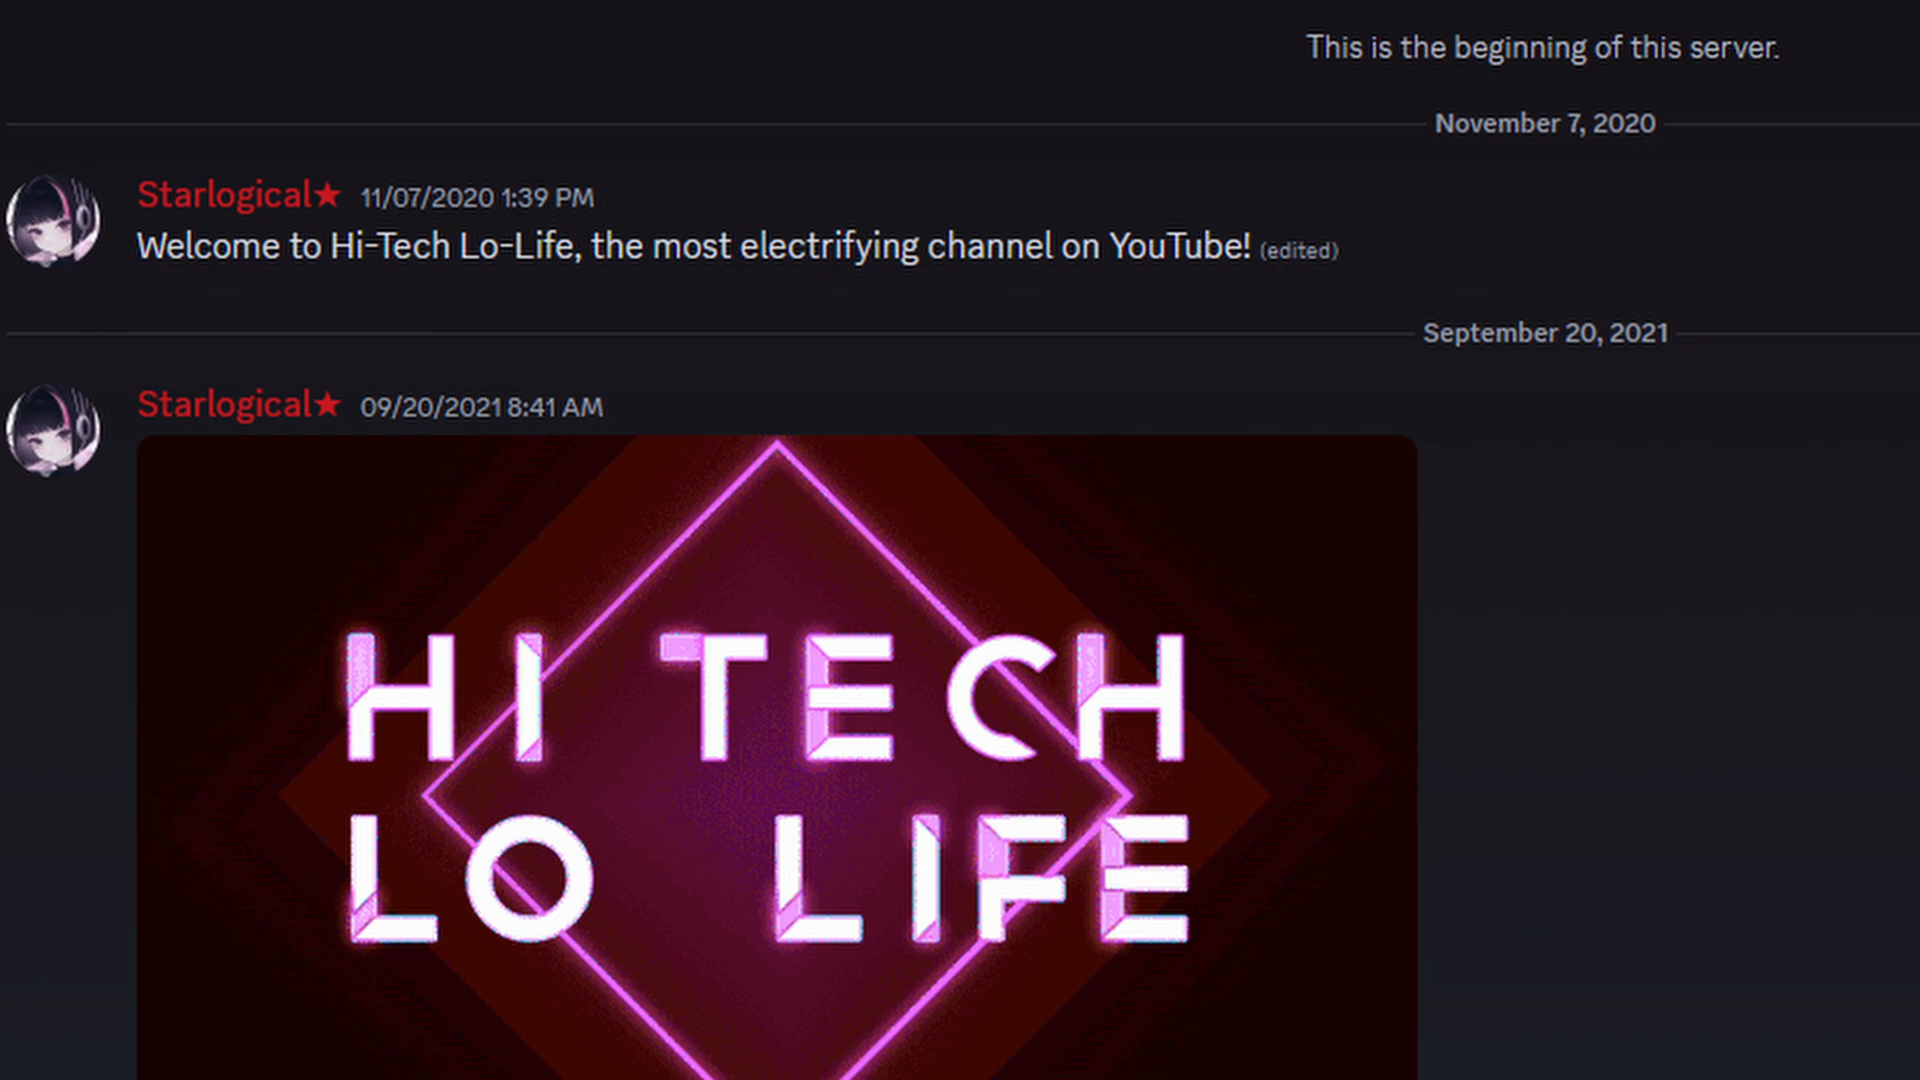 This is the beginning of this server.
November 7, 2020
Starlogical★ 11/07/2020 1:39 PM
Welcome to Hi-Tech Lo-Life, the most electrifying channel on YouTube! (edited)
September 20, 2021
Starlogical★ 09/20/2021 8:41 AM
HI TECH
LO LIFE